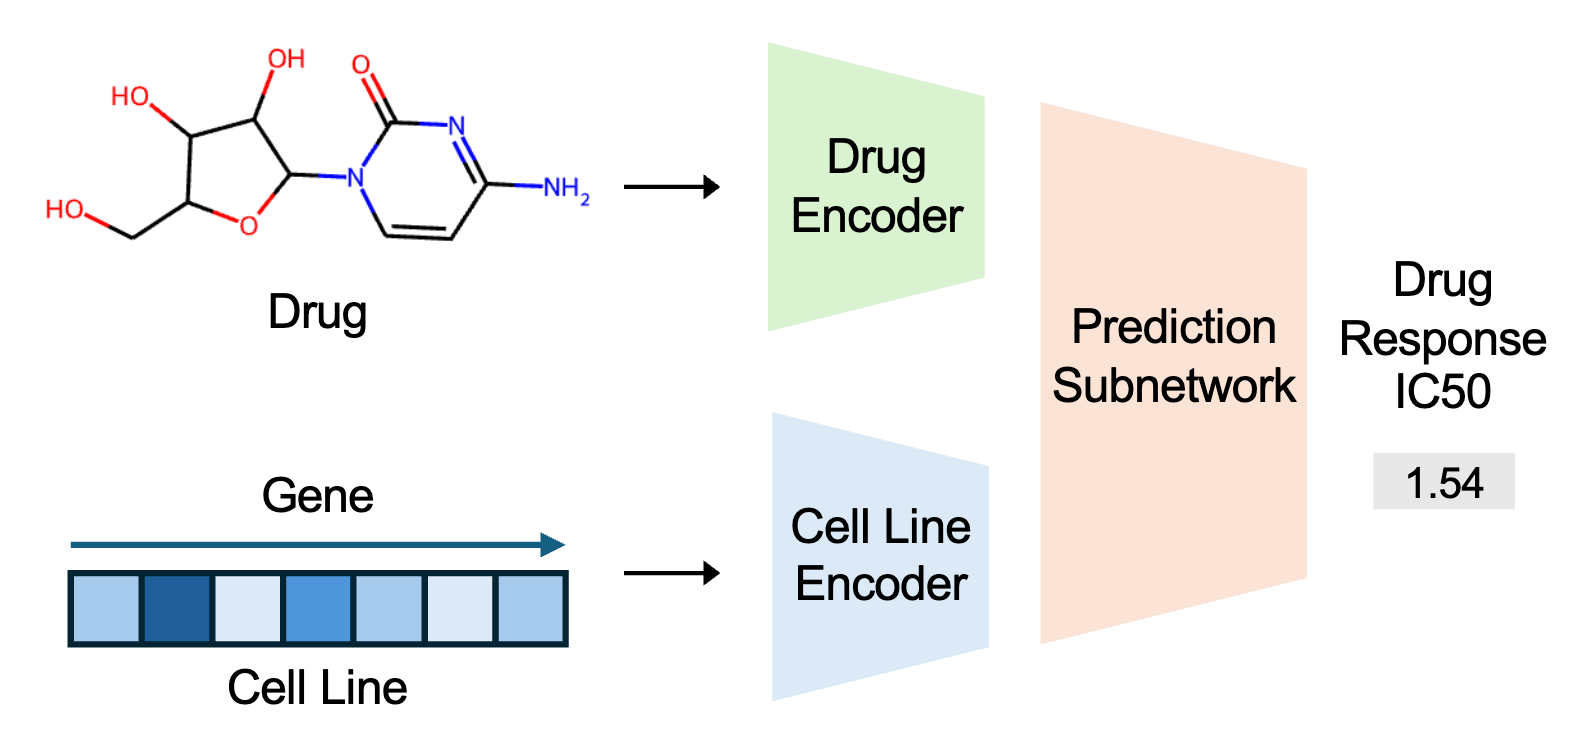 OH
O
HO
N
N
NH2
HO
O
Drug
Drug
Encoder
Gene
Cell Line
Cell Line
Encoder
Prediction
Subnetwork
Drug
Response
IC50
1.54